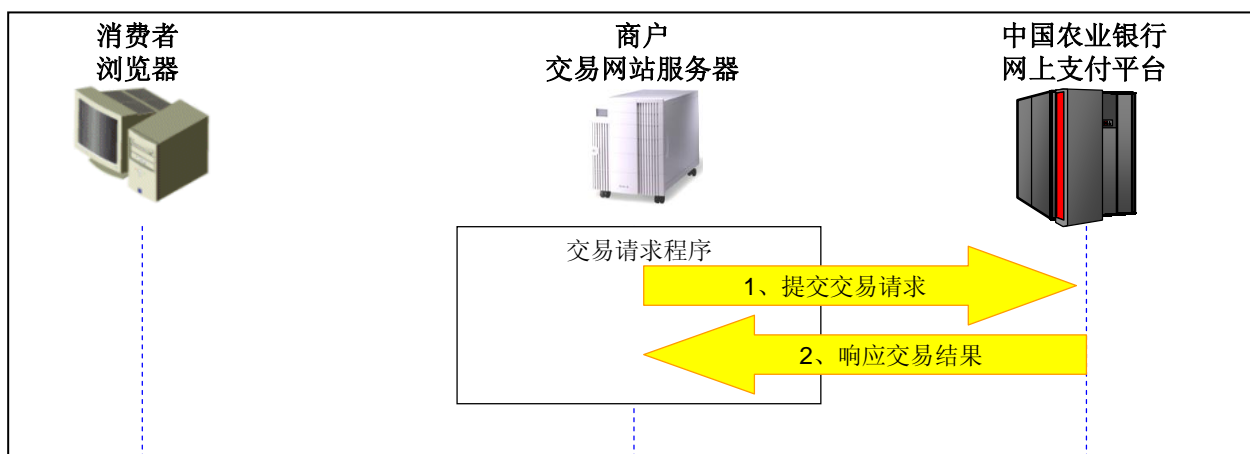 消费者
浏览器
商户
交易网站服务器
中国农业银行
网上支付平台
交易请求程序
1、提交交易请求
2、响应交易结果